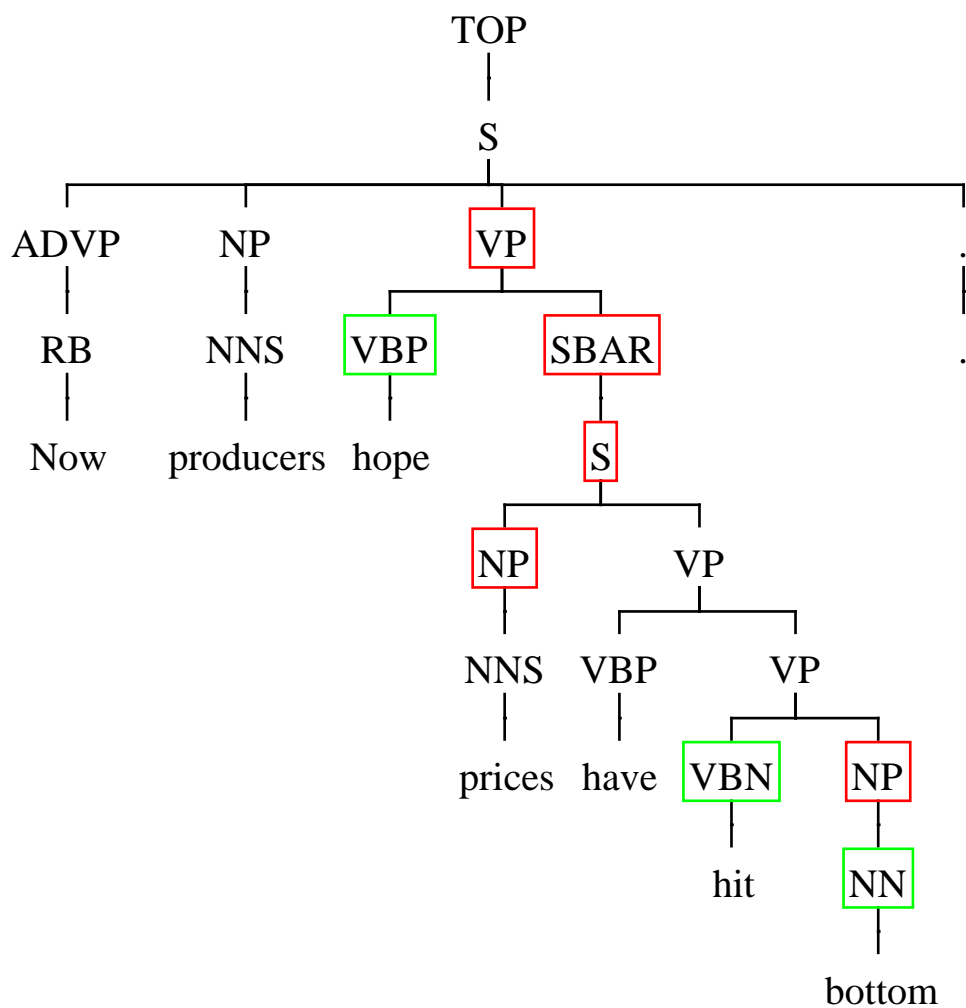 TOP
S
ADVP NP VP .
RB NNS VBP SBAR .
Now producers hope S
NP VP
NNS VBP VP
prices have VBN NP
hit NN
bottom